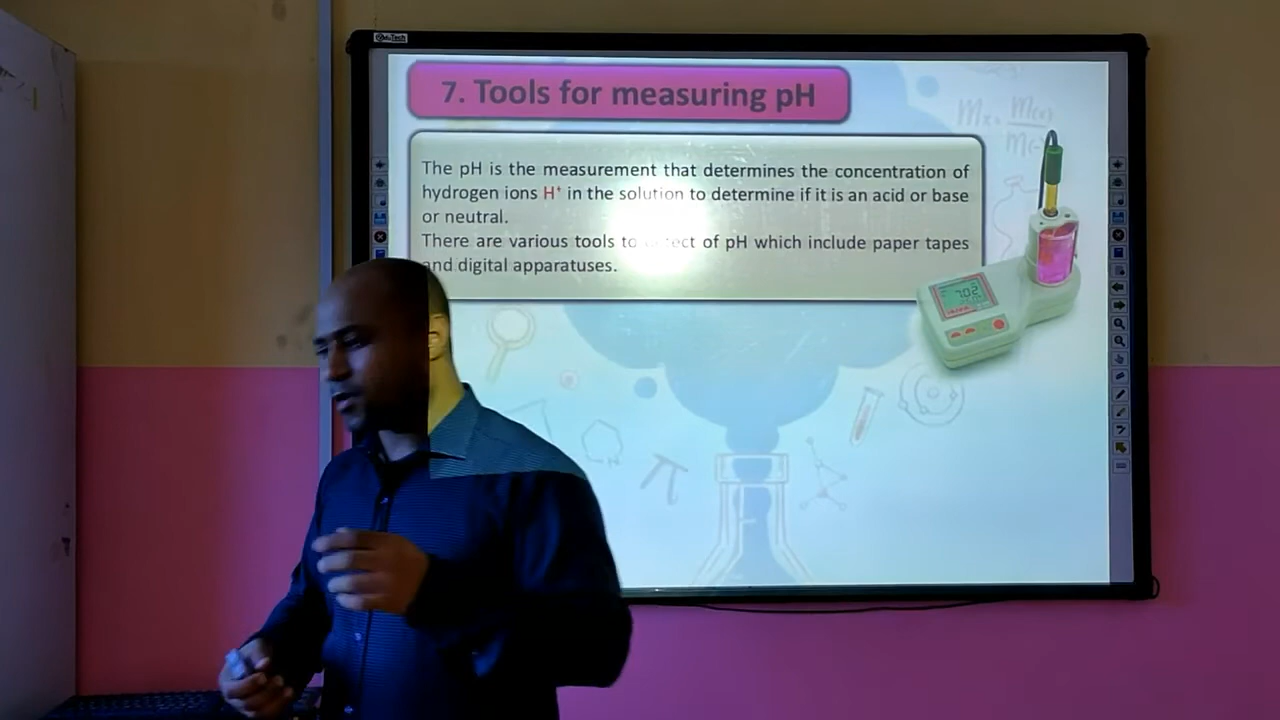 7. Tools for measuring pH
The pH is the measurement that determines the concentration of
hydrogen ions H⁺ in the solution to determine if it is an acid or base
or neutral.
There are various tools to of pH which include paper tapes
and digital apparatuses.
7.02